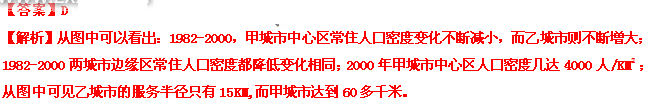 【答案】D
【解析】从图中可以看出：1982-2000，甲城市中心区常住人口密度变化不断减小，而乙城市则不断增大；
1982-2000 两城市边缘区常住人口密度都降低变化相同；2000 年甲城市中心区人口密度几达 4000 人/KM²；
从图中可见乙城市的服务半径只有 15KM,而甲城市达到 60 多千米。